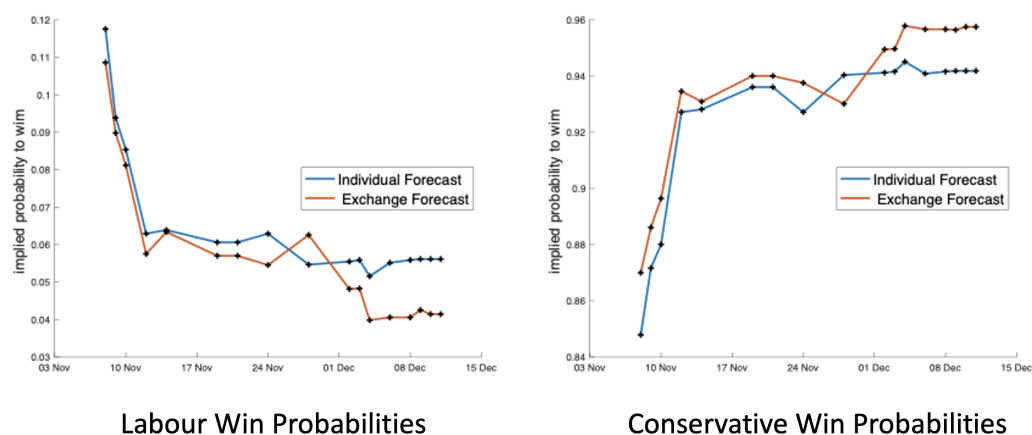 0.12
0.11
0.1
0.09
0.08
0.07
0.06
0.05
0.04
0.03
implied probability to wim
Individual Forecast
Exchange Forecast
03 Nov 10 Nov 17 Nov 24 Nov 01 Dec 08 Dec 15 Dec
Labour Win Probabilities
0.96
0.94
0.92
0.9
0.88
0.86
0.84
implied probability to wim
Individual Forecast
Exchange Forecast
03 Nov 10 Nov 17 Nov 24 Nov 01 Dec 08 Dec 15 Dec
Conservative Win Probabilities